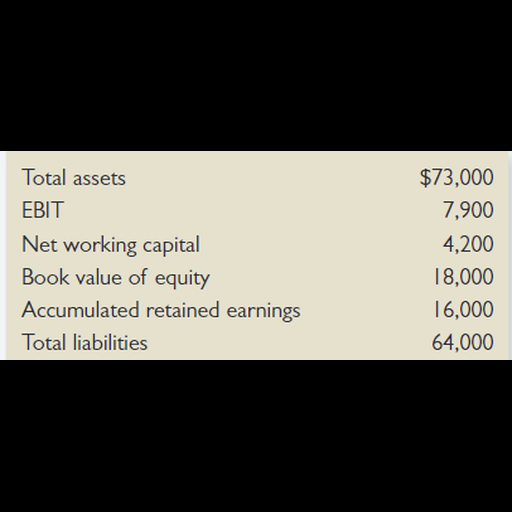 Total assets $73,000
EBIT 7,900
Net working capital 4,200
Book value of equity 18,000
Accumulated retained earnings 16,000
Total liabilities 64,000